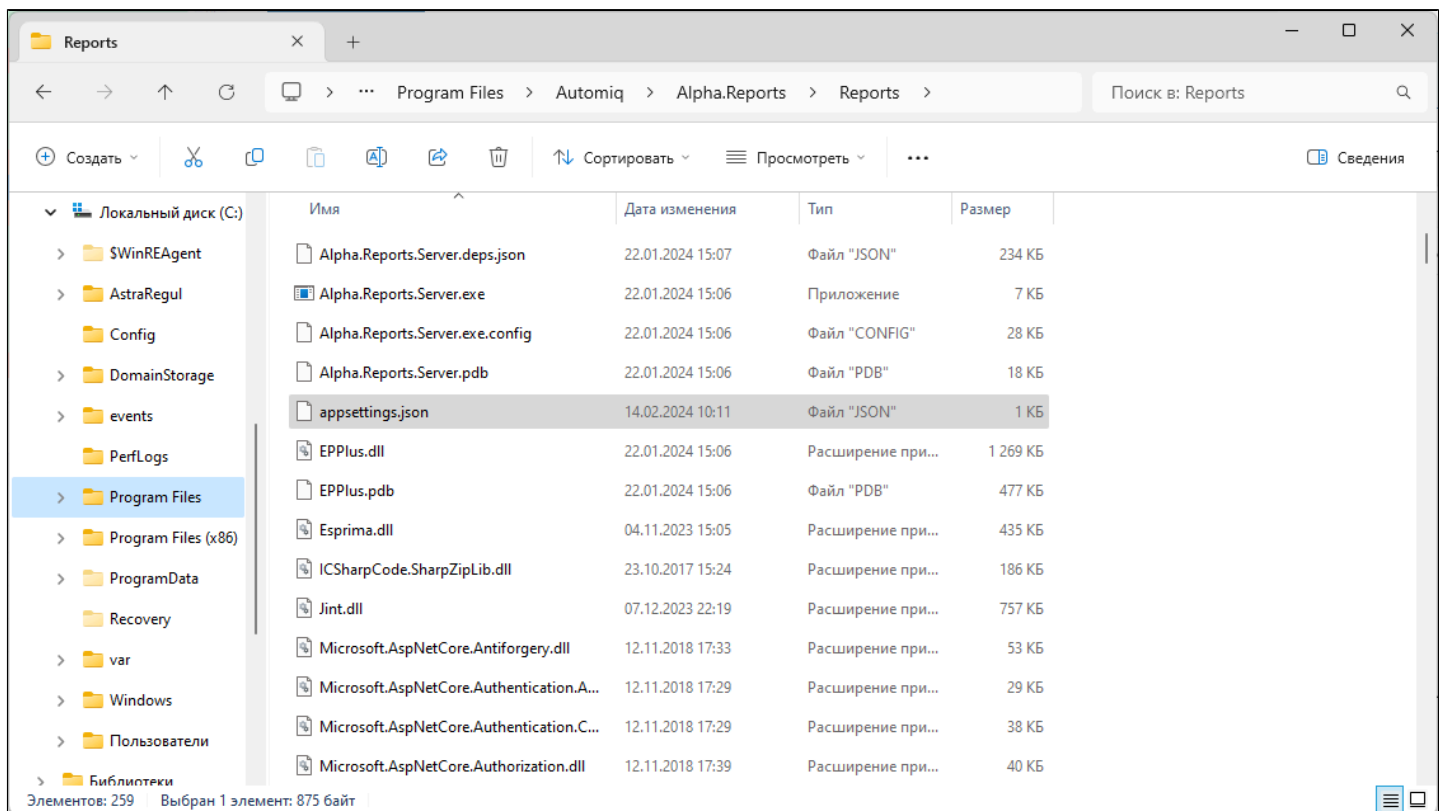 Reports
Program Files > Automiq > Alpha.Reports > Reports >
Поиск в: Reports
Создать
Сортировать
Просмотреть
Сведения
Локальный диск (C:)
$WinREAgent
AstraRegul
Config
DomainStorage
events
PerfLogs
Program Files
Program Files (x86)
ProgramData
Recovery
var
Windows
Пользователи
Библиотеки
Имя Дата изменения Тип Размер
Alpha.Reports.Server.deps.json 22.01.2024 15:07 Файл "JSON" 234 КБ
Alpha.Reports.Server.exe 22.01.2024 15:06 Приложение 7 КБ
Alpha.Reports.Server.exe.config 22.01.2024 15:06 Файл "CONFIG" 28 КБ
Alpha.Reports.Server.pdb 22.01.2024 15:06 Файл "PDB" 18 КБ
appsettings.json 14.02.2024 10:11 Файл "JSON" 1 КБ
EPPlus.dll 22.01.2024 15:06 Расширение при... 1 269 КБ
EPPlus.pdb 22.01.2024 15:06 Файл "PDB" 477 КБ
Esprima.dll 04.11.2023 15:05 Расширение при... 435 КБ
ICSharpCode.SharpZipLib.dll 23.10.2017 15:24 Расширение при... 186 КБ
Jint.dll 07.12.2023 22:19 Расширение при... 757 КБ
Microsoft.AspNetCore.Antiforgery.dll 12.11.2018 17:33 Расширение при... 53 КБ
Microsoft.AspNetCore.Authentication.A... 12.11.2018 17:29 Расширение при... 29 КБ
Microsoft.AspNetCore.Authentication.C... 12.11.2018 17:29 Расширение при... 38 КБ
Microsoft.AspNetCore.Authorization.dll 12.11.2018 17:39 Расширение при... 40 КБ
Элементов: 259 Выбран 1 элемент: 875 байт